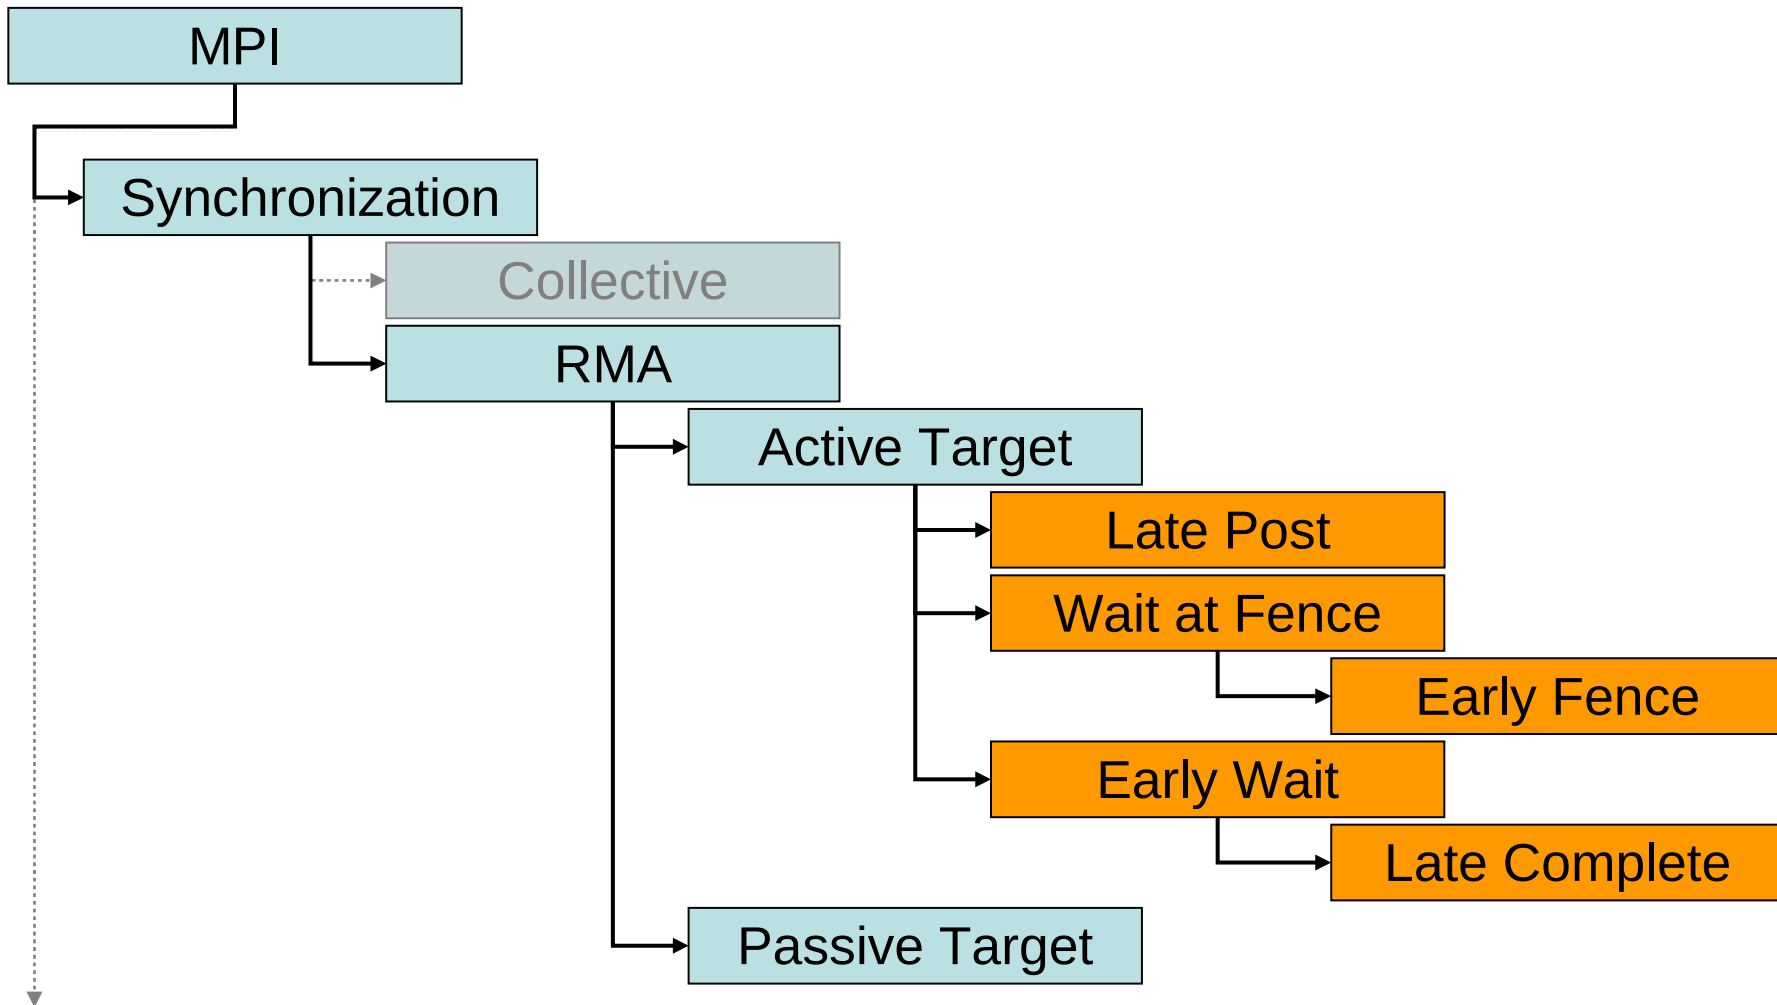 MPI
Synchronization
Collective
RMA
Active Target
Late Post
Wait at Fence
Early Fence
Early Wait
Late Complete
Passive Target